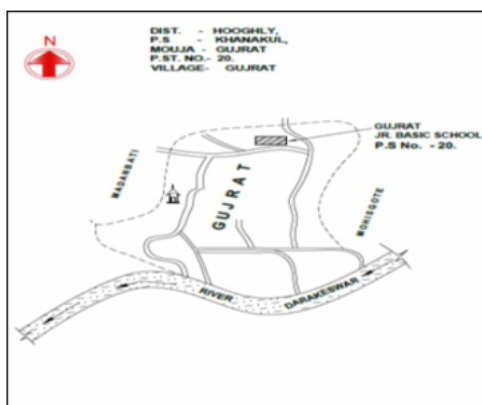 N
DIST. - HOOGHLY,
P.S - KHANAKUL,
MOUJA - GUJRAT
P.ST. NO.- 20.
VILLAGE- GUJRAT
GUJRAT
JR. BASIC SCHOOL
P.S No. - 20.
MADANBATI
GUJRAT
MOHISGOTE
RIVER DARAKESWAR